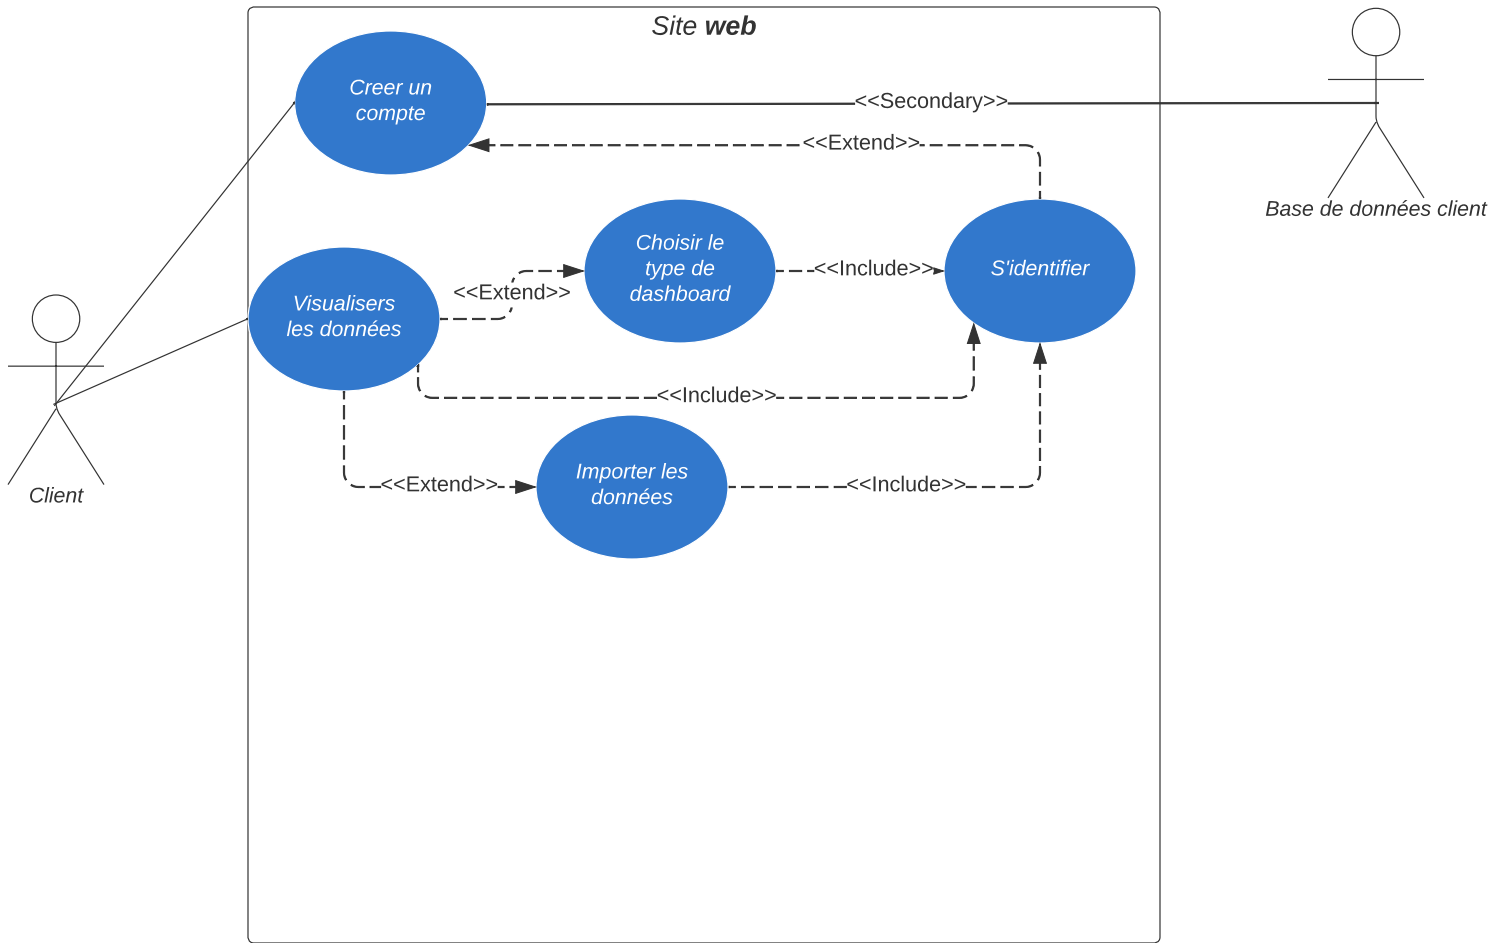 Site web
Creer un
compte
<<Secondary>>
<<Extend>>
Base de données client
Choisir le
type de
dashboard
<<Include>>
S'identifier
<<Extend>>
Visualisers
les données
<<Include>>
Importer les
données
<<Extend>>
<<Include>>
Client